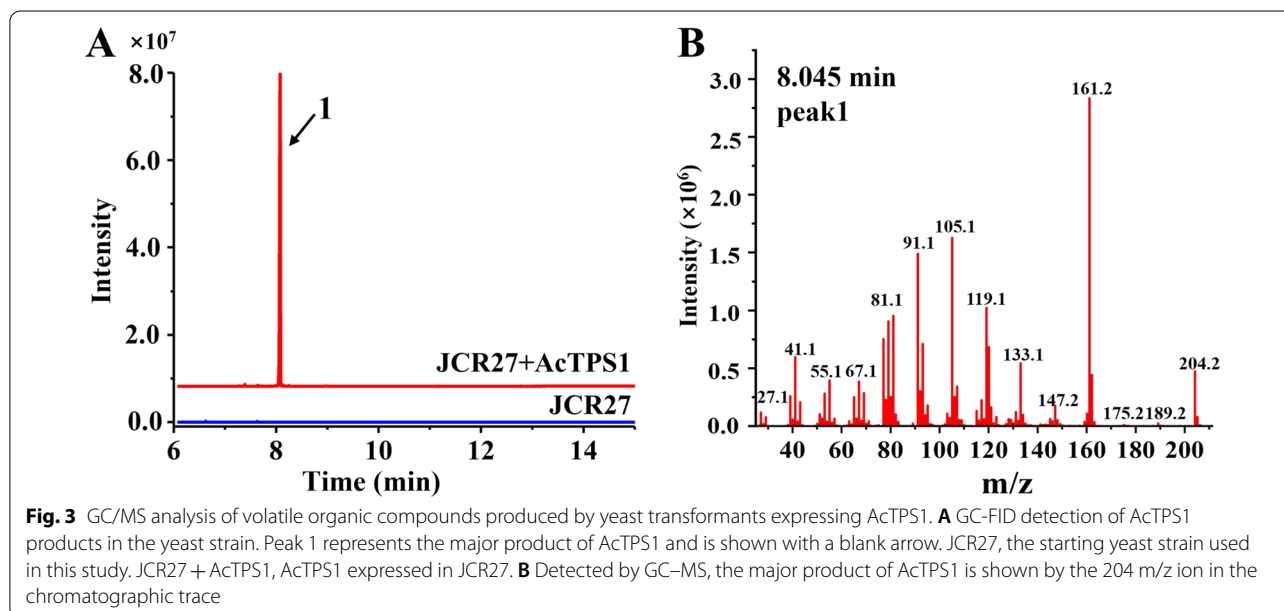 A
×10⁷
8.0
6.0
4.0
2.0
0.0
Intensity
1
JCR27+AcTPS1
JCR27
6 8 10 12 14
Time (min)
B
8.045 min
peak1
3.0
2.5
2.0
1.5
1.0
0.5
0.0
Intensity (×10⁶)
27.1
41.1
55.1
67.1
81.1
91.1
105.1
119.1
133.1
147.2
161.2
175.2
189.2
204.2
40 60 80 100 120 140 160 180 200
m/z
Fig. 3 GC/MS analysis of volatile organic compounds produced by yeast transformants expressing AcTPS1. A GC-FID detection of AcTPS1
products in the yeast strain. Peak 1 represents the major product of AcTPS1 and is shown with a blank arrow. JCR27, the starting yeast strain used
in this study. JCR27 + AcTPS1, AcTPS1 expressed in JCR27. B Detected by GC–MS, the major product of AcTPS1 is shown by the 204 m/z ion in the
chromatographic trace